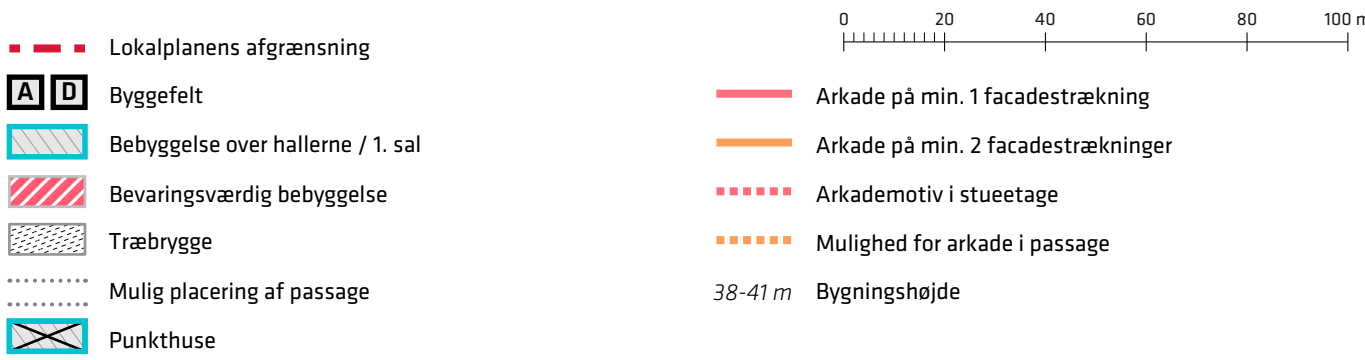 0 20 40 60 80 100 m
Lokalplanens afgrænsning
A D Byggefelt
Bebyggelse over hallerne / 1. sal
Bevaringsværdig bebyggelse
Træbrygge
Mulig placering af passage
Punkthuse
Arkade på min. 1 facadestrækning
Arkade på min. 2 facadestrækninger
Arkademotiv i stueetage
Mulighed for arkade i passage
38-41 m Bygningshøjde